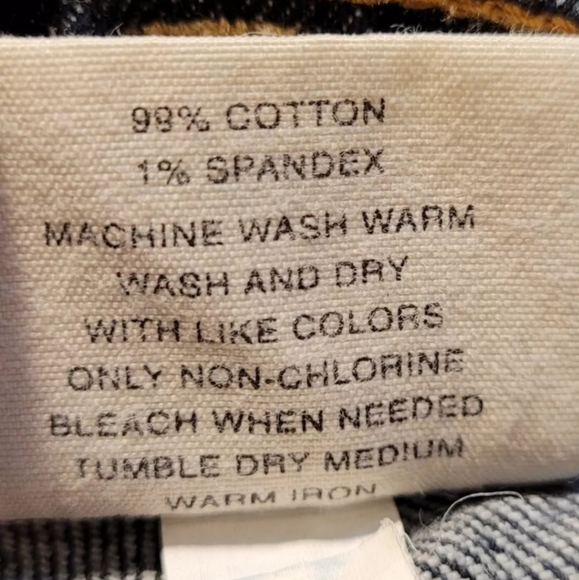 99% COTTON
1% SPANDEX
MACHINE WASH WARM
WASH AND DRY
WITH LIKE COLORS
ONLY NON-CHLORINE
BLEACH WHEN NEEDED
TUMBLE DRY MEDIUM
WARM IRON